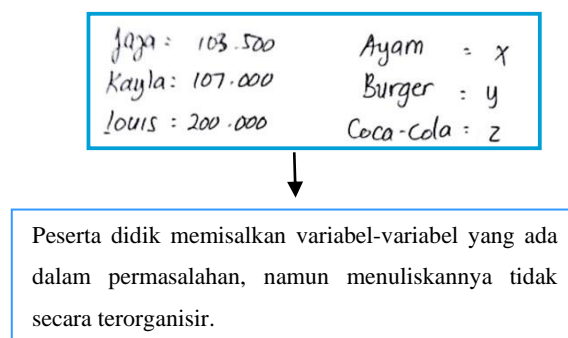 Jaja : 103.500
Kayla : 107.000
Louis : 200.000
Ayam : x
Burger : y
Coca-Cola : z
Peserta didik memisalkan variabel-variabel yang ada
dalam permasalahan, namun menuliskannya tidak
secara terorganisir.